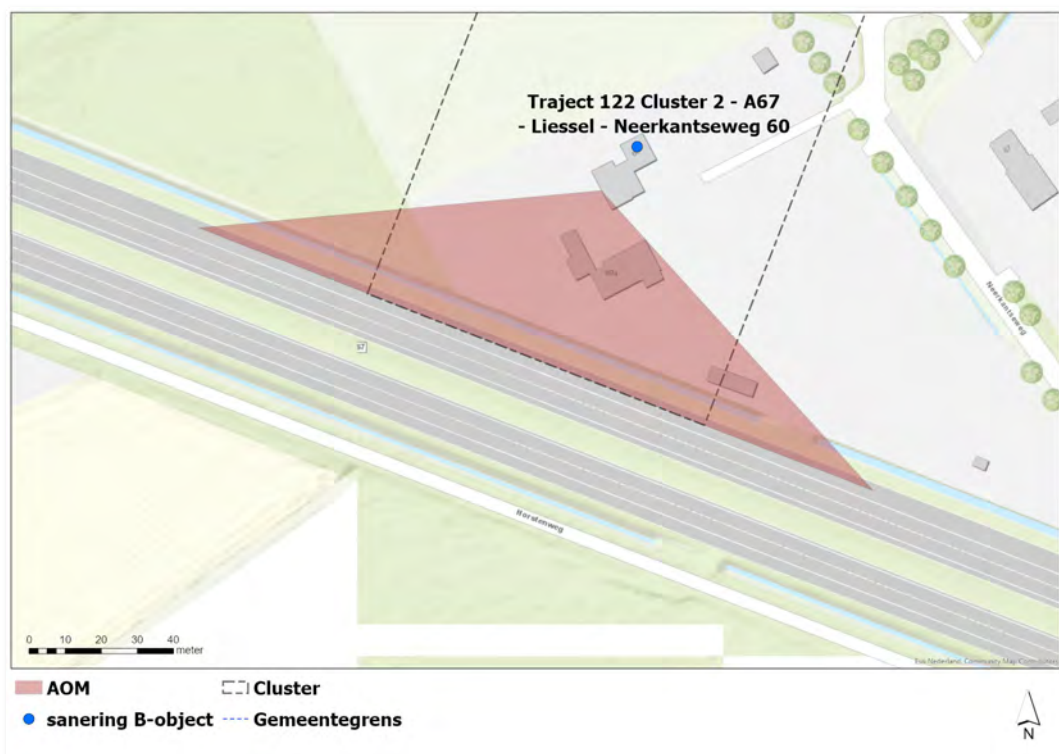 Traject 122 Cluster 2 - A67
- Liessel - Neerkantseweg 60
Neerkantseweg
Horstenweg
0 10 20 30 40
meter
AOM
Cluster
sanering B-object
Gemeentegrens
N